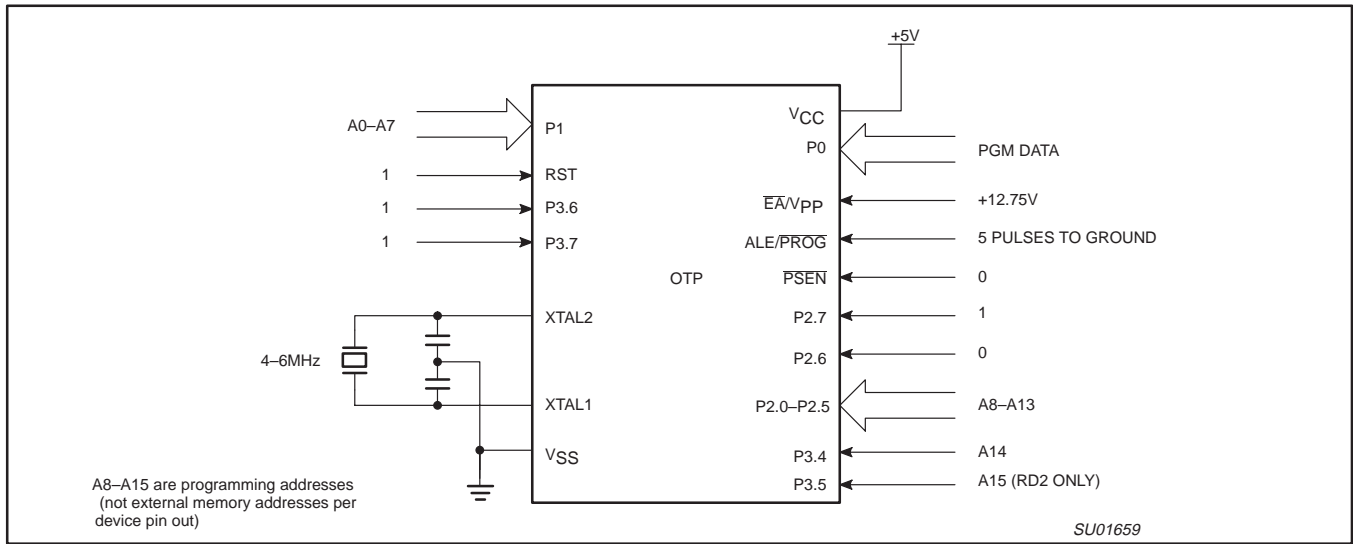 +5V
A0–A7
P1
VCC
P0
PGM DATA
1
RST
1
P3.6
EA/VPP
+12.75V
1
P3.7
ALE/PROG
5 PULSES TO GROUND
OTP
PSEN
0
XTAL2
P2.7
1
4–6MHz
P2.6
0
XTAL1
P2.0–P2.5
A8–A13
VSS
P3.4
A14
P3.5
A15 (RD2 ONLY)
A8–A15 are programming addresses
(not external memory addresses per
device pin out)
SU01659